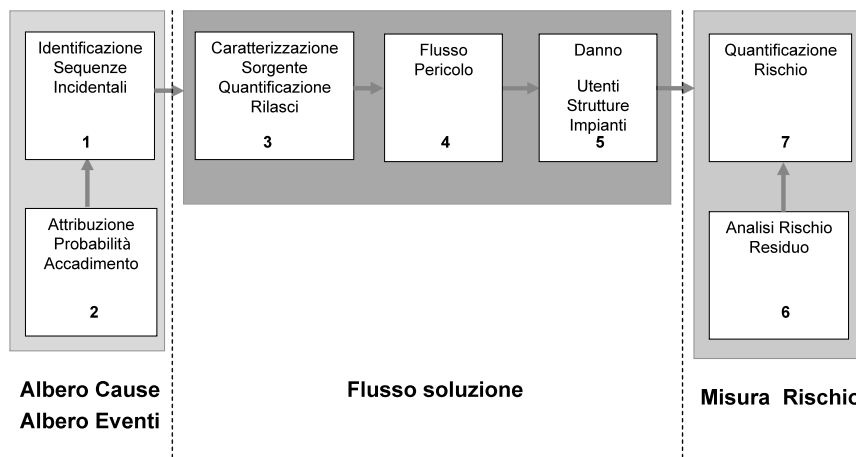 Identificazione
Sequenze
Incidentali
1
Attribuzione
Probabilità
Accadimento
2
Caratterizzazione
Sorgente
Quantificazione
Rilasci
3
Flusso
Pericolo
4
Danno
Utenti
Strutture
Impianti
5
Quantificazione
Rischio
7
Analisi Rischio
Residuo
6
Albero Cause
Albero Eventi
Flusso soluzione
Misura Rischio